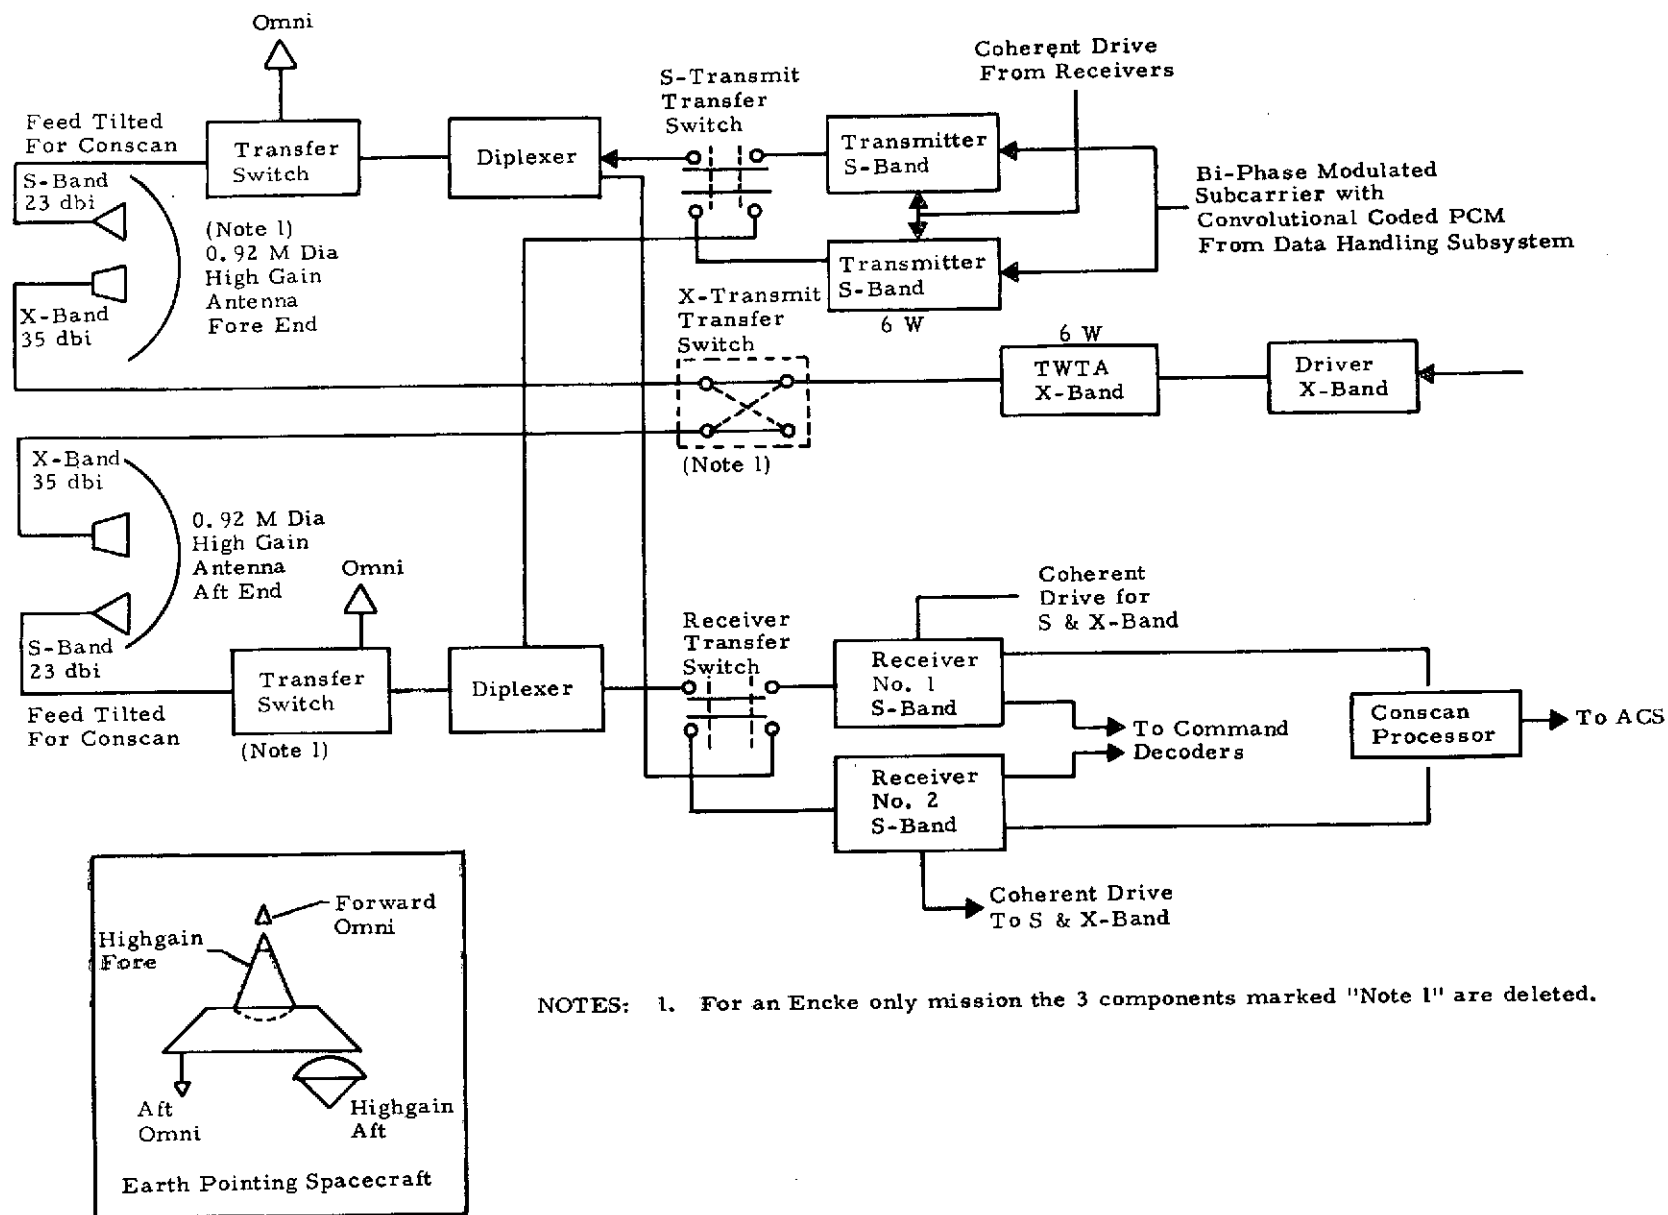 Omni
Coherent Drive
From Receivers
S-Transmit
Transfer
Switch
Feed Tilted
For Conscan
Transfer
Switch
Diplexer
Transmitter
S-Band
Bi-Phase Modulated
Subcarrier with
Convolutional Coded PCM
From Data Handling Subsystem
S-Band
23 dbi
(Note 1)
0.92 M Dia
High Gain
Antenna
Fore End
X-Band
35 dbi
Transmitter
S-Band
6 W
X-Transmit
Transfer
Switch
6 W
TWTA
X-Band
Driver
X-Band
(Note 1)
X-Band
35 dbi
0.92 M Dia
High Gain
Antenna
Aft End
Omni
S-Band
23 dbi
Transfer
Switch
(Note 1)
Feed Tilted
For Conscan
Diplexer
Receiver
Transfer
Switch
Coherent
Drive for
S & X-Band
Receiver
No. 1
S-Band
To Command
Decoders
Conscan
Processor
To ACS
Receiver
No. 2
S-Band
Coherent Drive
To S & X-Band
Forward
Omni
Highgain
Fore
Aft
Omni
Highgain
Aft
Earth Pointing Spacecraft
NOTES: 1. For an Encke only mission the 3 components marked "Note 1" are deleted.